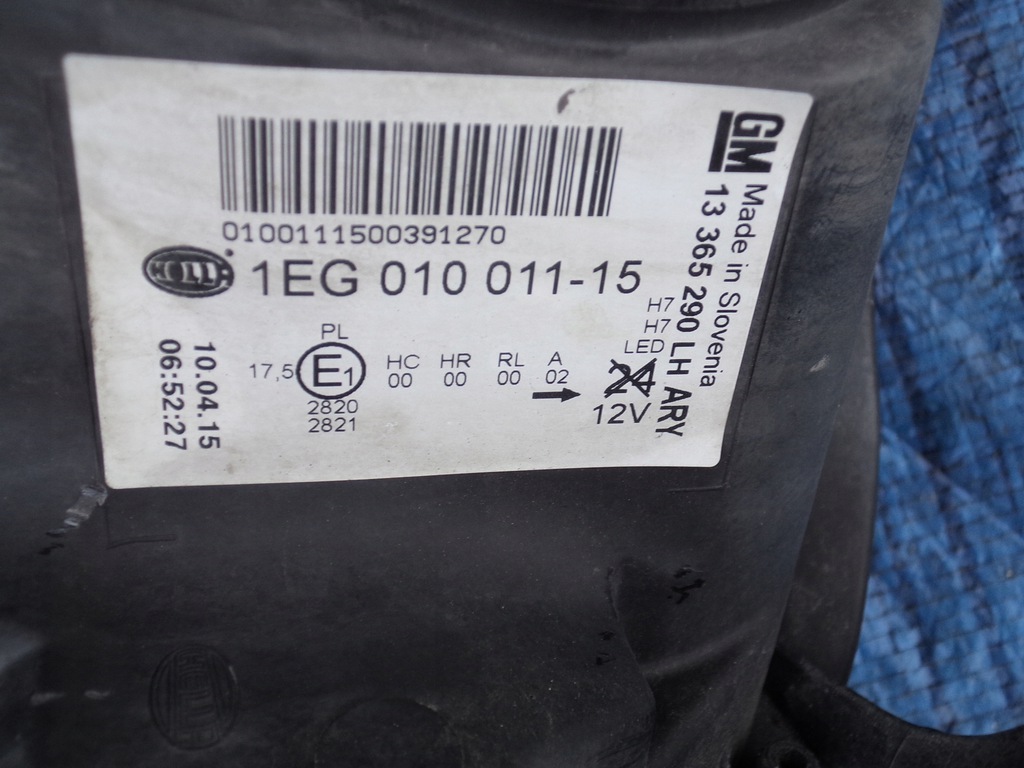 0100111500391270
HELLA
1EG 010 011-15
H7
H7
LED
12V
PL
17,5 E1
2820
2821
HC
00
HR
00
RL
00
A
02
10.04.15
06:52:27
GM
Made in Slovenia
13 365 290 LH ARY